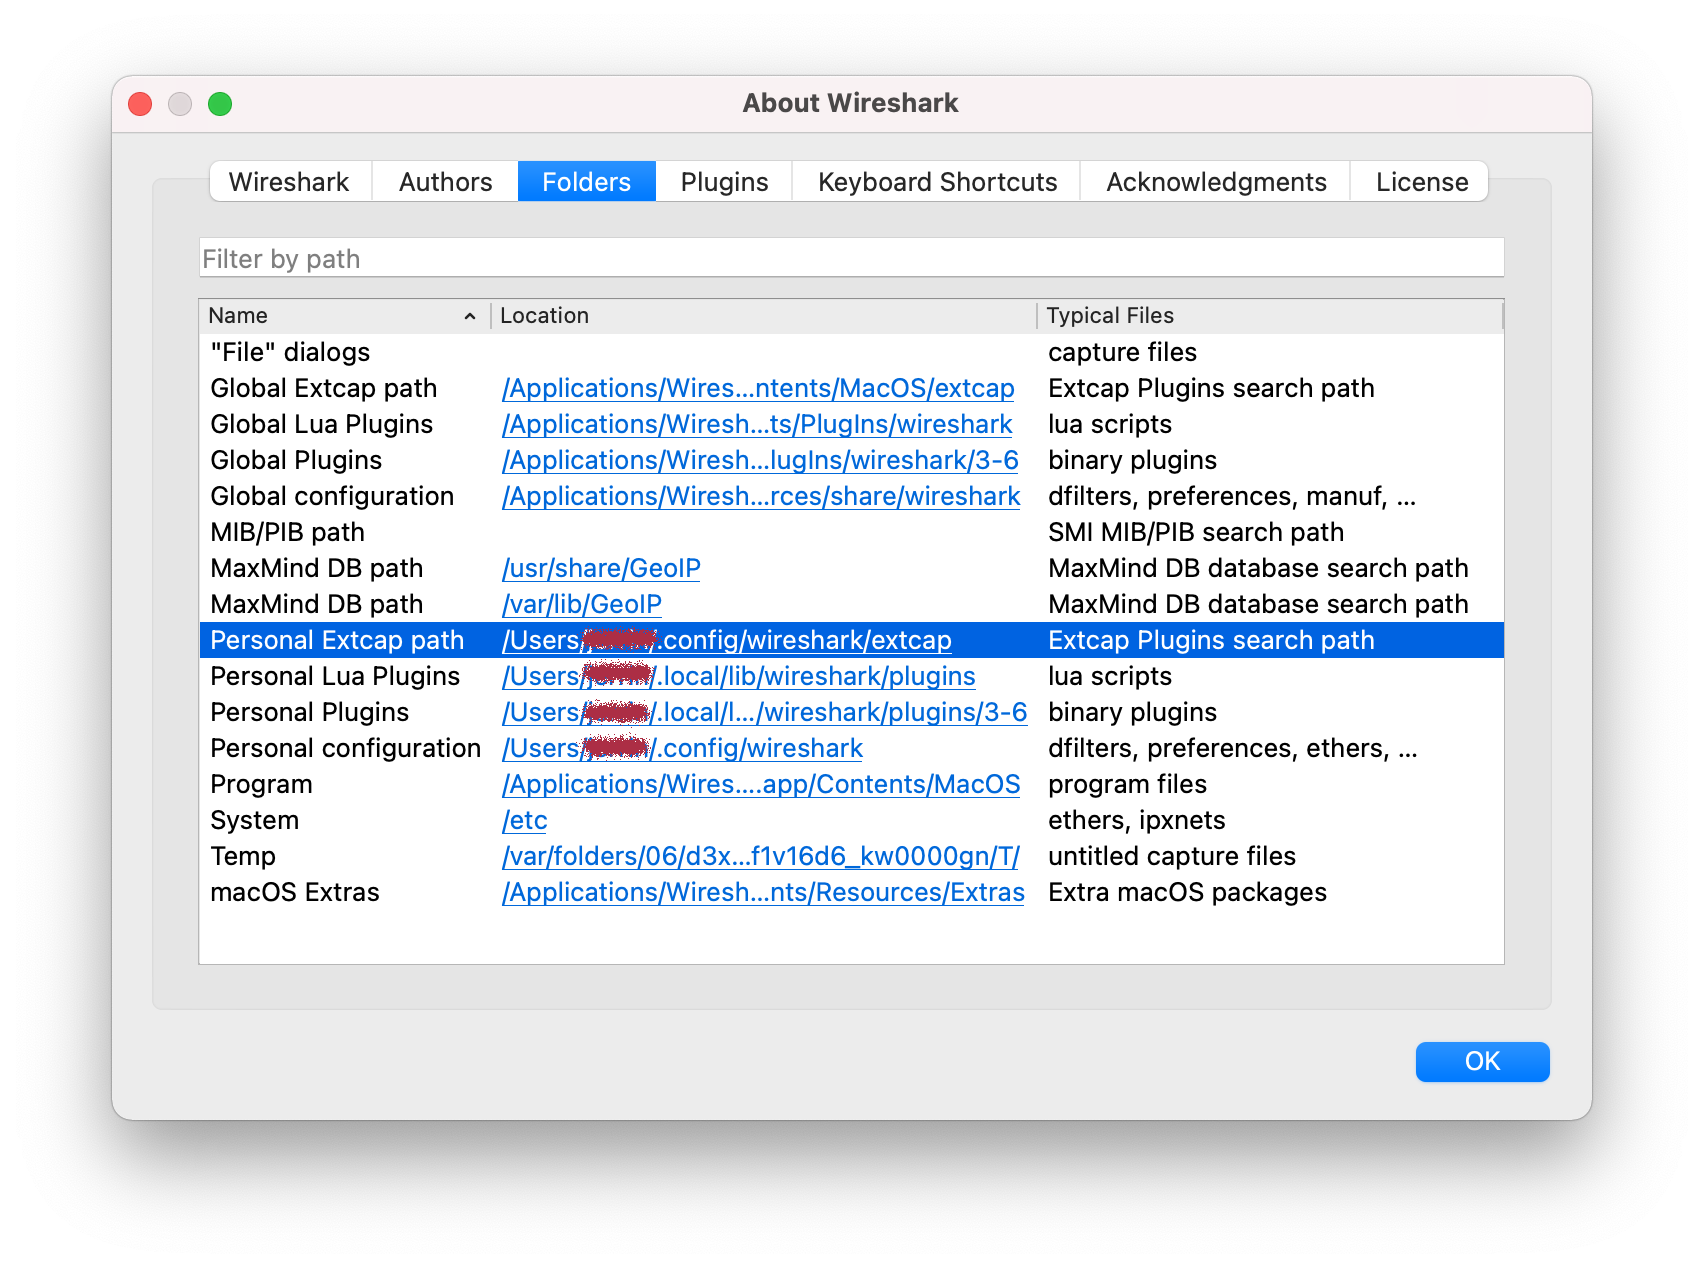 About Wireshark
Wireshark Authors Folders Plugins Keyboard Shortcuts Acknowledgments License
Filter by path
Name Location Typical Files
"File" dialogs capture files
Global Extcap path /Applications/Wires...ntents/MacOS/extcap Extcap Plugins search path
Global Lua Plugins /Applications/Wiresh...ts/PlugIns/wireshark lua scripts
Global Plugins /Applications/Wiresh...lugIns/wireshark/3-6 binary plugins
Global configuration /Applications/Wiresh...rces/share/wireshark dfilters, preferences, manuf, ...
MIB/PIB path SMI MIB/PIB search path
MaxMind DB path /usr/share/GeoIP MaxMind DB database search path
MaxMind DB path /var/lib/GeoIP MaxMind DB database search path
Personal Extcap path /Users/ /.config/wireshark/extcap Extcap Plugins search path
Personal Lua Plugins /Users/ /.local/lib/wireshark/plugins lua scripts
Personal Plugins /Users/ /.local/l.../wireshark/plugins/3-6 binary plugins
Personal configuration /Users/ /.config/wireshark dfilters, preferences, ethers, ...
Program /Applications/Wires....app/Contents/MacOS program files
System /etc ethers, ipxnets
Temp /var/folders/06/d3x...f1v16d6_kw0000gn/T/ untitled capture files
macOS Extras /Applications/Wiresh...nts/Resources/Extras Extra macOS packages
OK